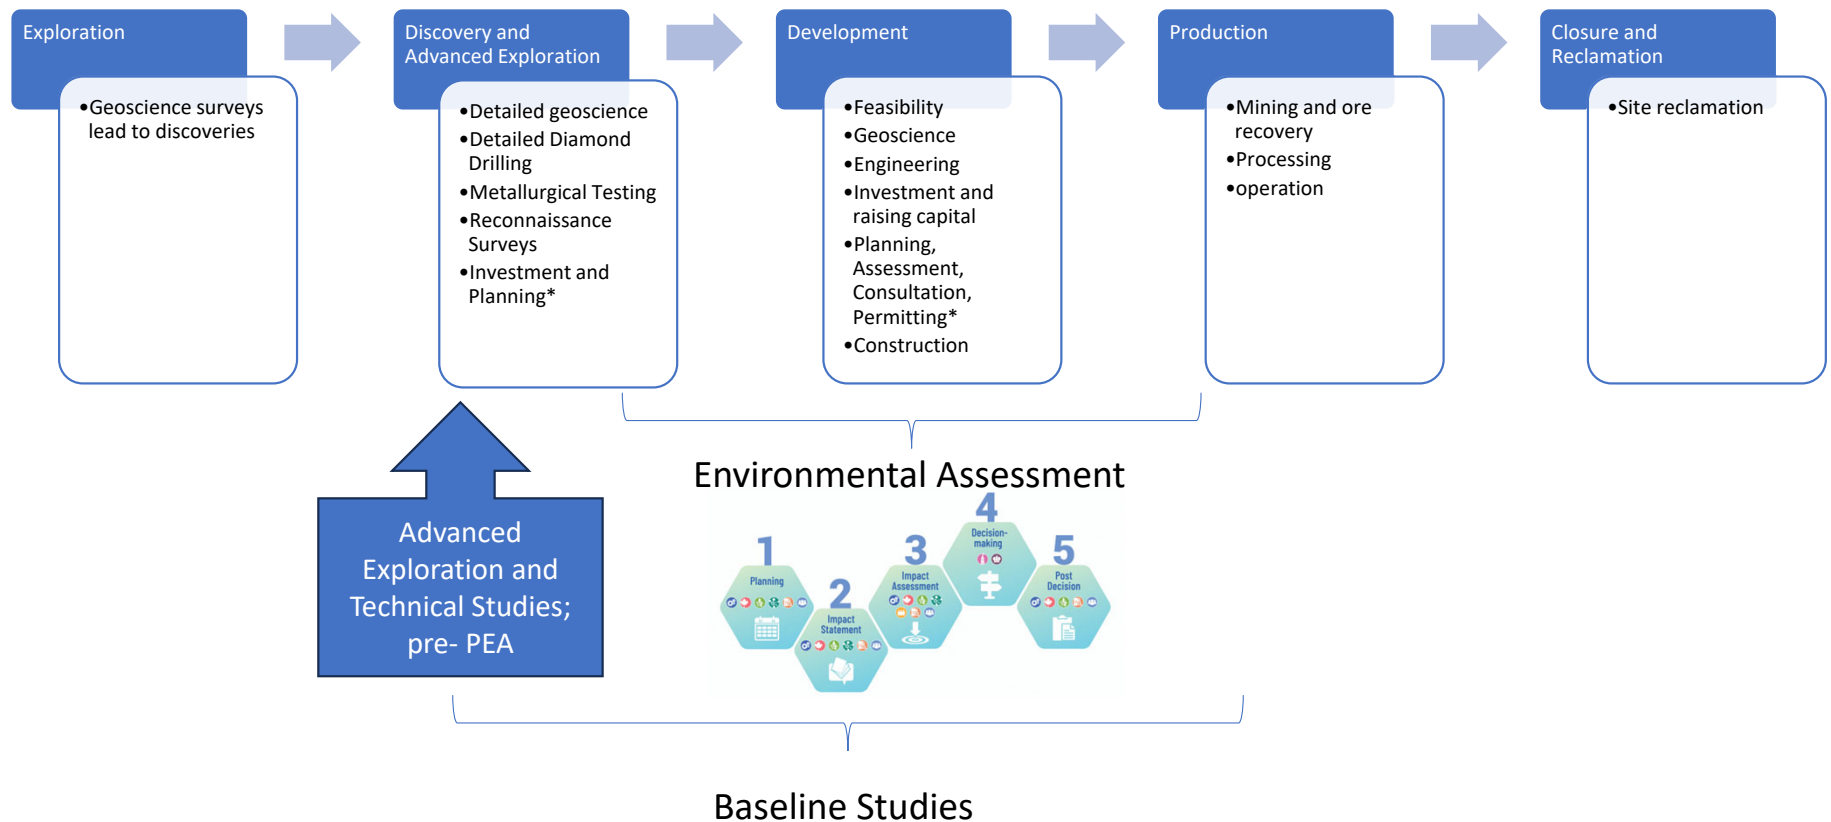 Exploration
•Geoscience surveys
lead to discoveries
Discovery and
Advanced Exploration
•Detailed geoscience
•Detailed Diamond
Drilling
•Metallurgical Testing
•Reconnaissance
Surveys
•Investment and
Planning*
Development
•Feasibility
•Geoscience
•Engineering
•Investment and
raising capital
•Planning,
Assessment,
Consultation,
Permitting*
•Construction
Production
•Mining and ore
recovery
•Processing
•operation
Closure and
Reclamation
•Site reclamation
Advanced
Exploration and
Technical Studies;
pre- PEA
Environmental Assessment
1
Planning
2
Impact
Statement
3
Impact
Assessment
4
Decision-
making
5
Post
Decision
Baseline Studies